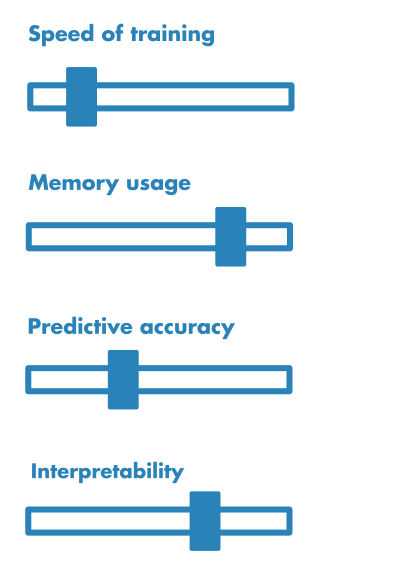 Speed of training
Memory usage
Predictive accuracy
Interpretability